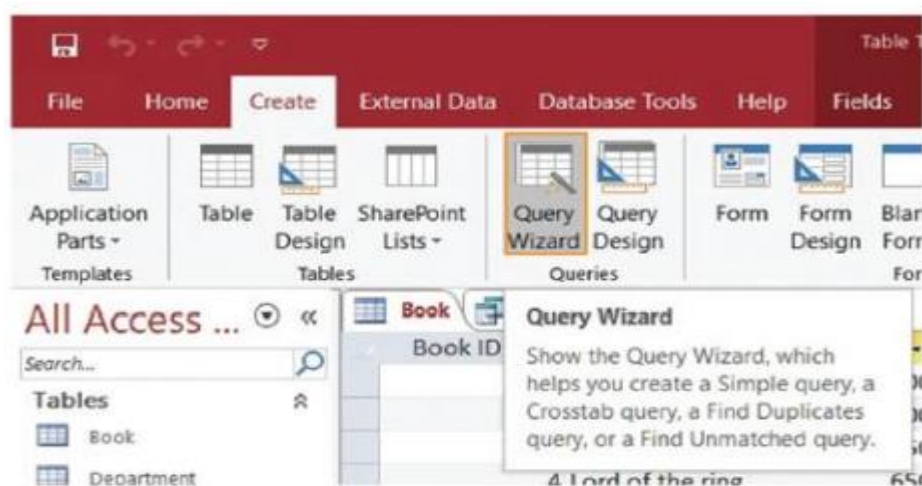 Table T
File Home Create External Data Database Tools Help Fields
Application Parts
Table
Table Design
SharePoint Lists
Query Wizard
Query Design
Form
Form Design
Templates
Tables
Queries
All Access ...
Search...
Tables
Book
Department
Book
Book ID
Query Wizard
Show the Query Wizard, which
helps you create a Simple query, a
Crosstab query, a Find Duplicates
query, or a Find Unmatched query.
4 Lord of the ring